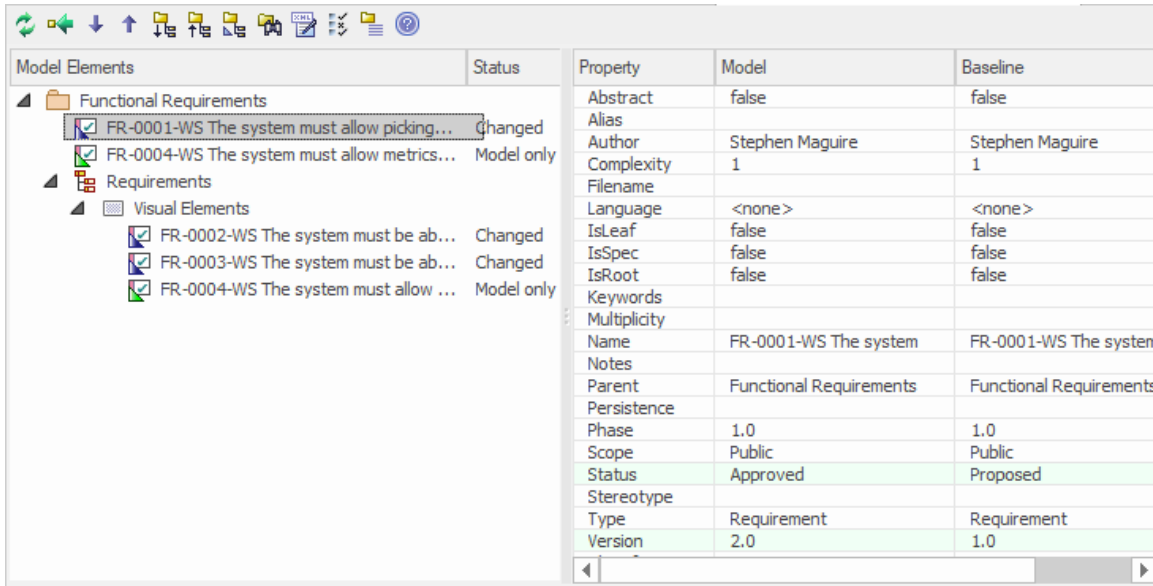 Model Elements Status
Functional Requirements
FR-0001-WS The system must allow picking... Changed
FR-0004-WS The system must allow metrics... Model only
Requirements
Visual Elements
FR-0002-WS The system must be ab... Changed
FR-0003-WS The system must be ab... Changed
FR-0004-WS The system must allow ... Model only
Property Model Baseline
Abstract false false
Alias
Author Stephen Maguire Stephen Maguire
Complexity 1 1
Filename
Language <none> <none>
IsLeaf false false
IsSpec false false
IsRoot false false
Keywords
Multiplicity
Name FR-0001-WS The system FR-0001-WS The system
Notes
Parent Functional Requirements Functional Requirements
Persistence
Phase 1.0 1.0
Scope Public Public
Status Approved Proposed
Stereotype
Type Requirement Requirement
Version 2.0 1.0